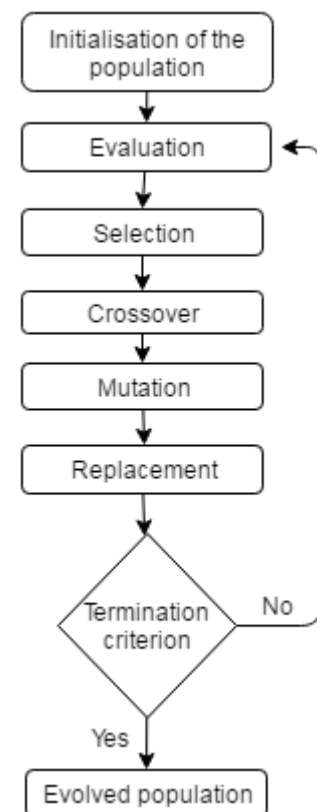 Initialisation of the
population
Evaluation
Selection
Crossover
Mutation
Replacement
Termination
criterion
No
Yes
Evolved population